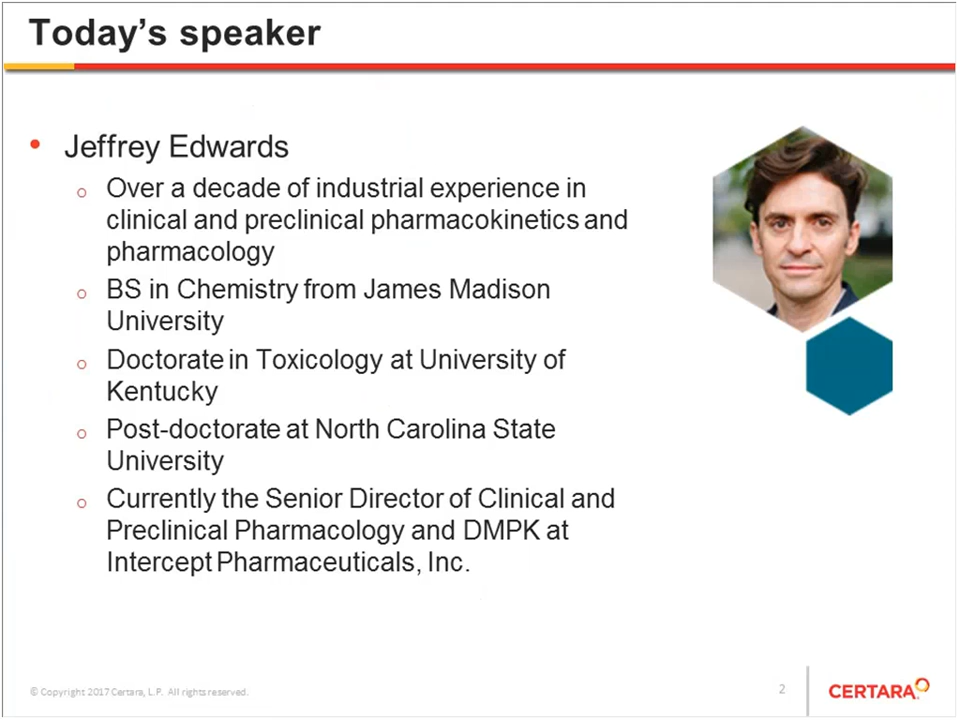 Today's speaker
• Jeffrey Edwards
o Over a decade of industrial experience in
clinical and preclinical pharmacokinetics and
pharmacology
o BS in Chemistry from James Madison
University
o Doctorate in Toxicology at University of
Kentucky
o Post-doctorate at North Carolina State
University
o Currently the Senior Director of Clinical and
Preclinical Pharmacology and DMPK at
Intercept Pharmaceuticals, Inc.
© Copyright 2017 Certara, L.P. All rights reserved.
2
CERTARA